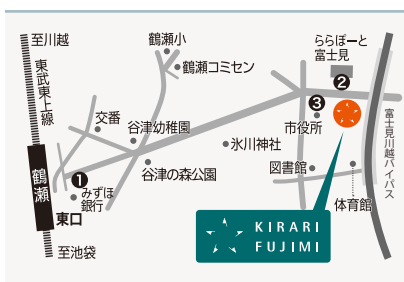 至川越
東武東上線
鶴瀬
東口
至池袋
鶴瀬小
鶴瀬コミセン
交番
谷津幼稚園
❶
みずほ
銀行
谷津の森公園
氷川神社
ららぽーと
富士見
❷
❸
市役所
図書館
体育館
富士見川越バイパス
KIRARI
FUJIMI